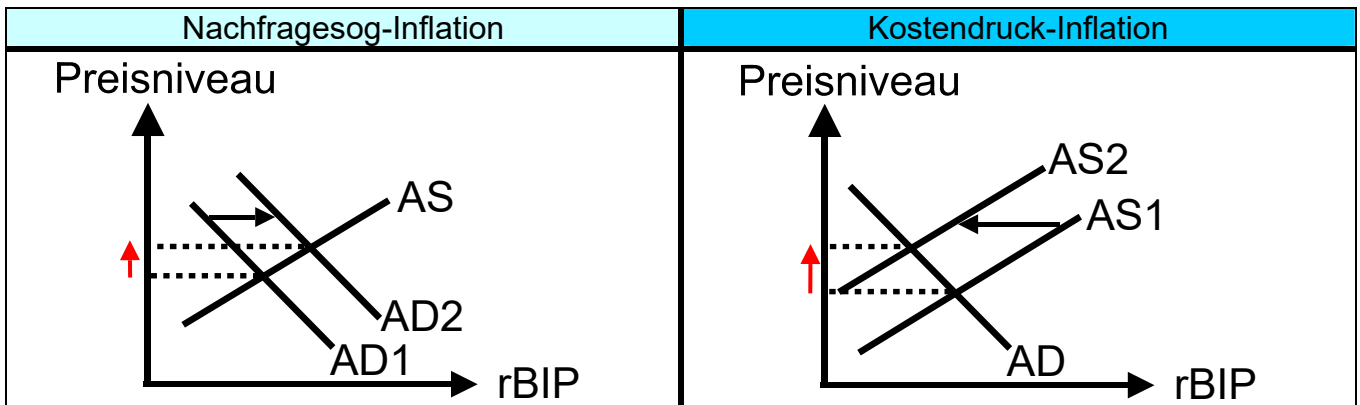 Nachfragesog-Inflation
Preisniveau
AS
AD2
AD1
rBIP
Kostendruck-Inflation
Preisniveau
AS2
AS1
AD
rBIP